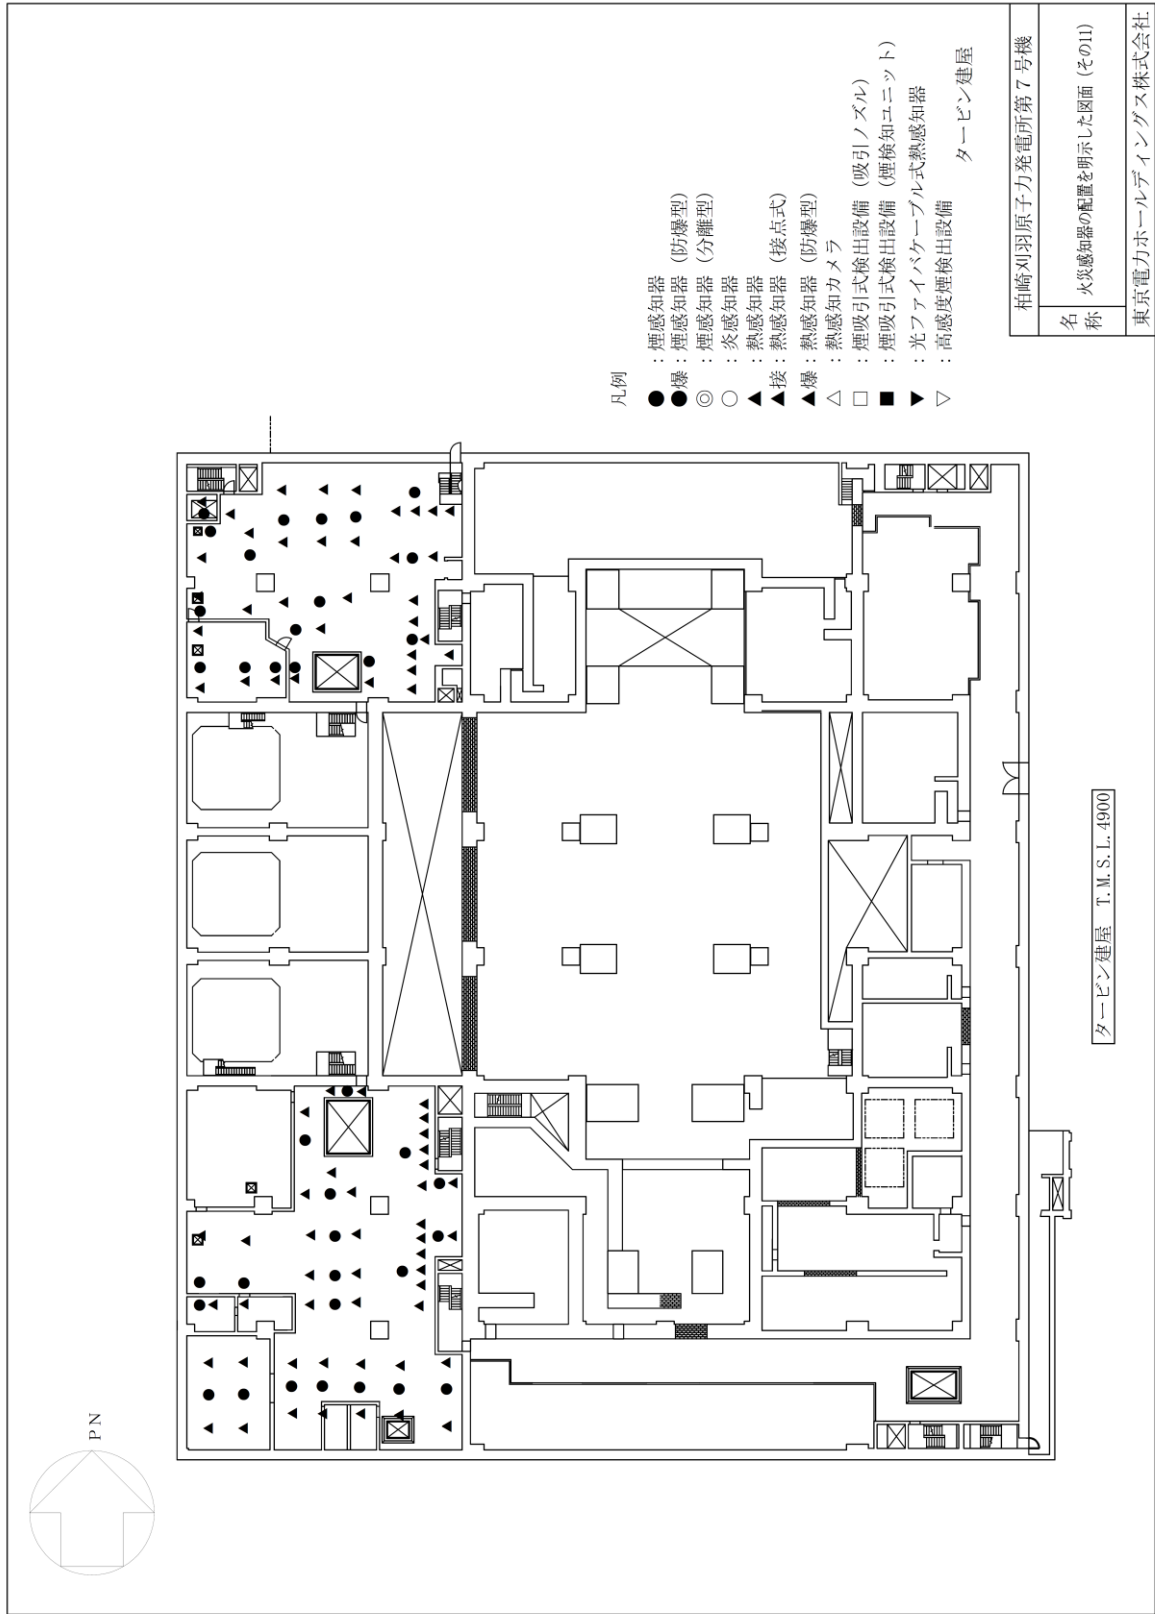 PN
凡例
● ：煙感知器
●爆：煙感知器（防爆型）
◎ ：煙感知器（分離型）
○ ：炎感知器
▲ ：熱感知器
▲接：熱感知器（接点式）
▲爆：熱感知器（防爆型）
△ ：熱感知カメラ
□ ：煙吸引式検出設備（吸引ノズル）
■ ：煙吸引式検出設備（煙検知ユニット）
▼ ：光ファイバケーブル式熱感知器
▽ ：高感度煙検出設備
タービン建屋
タービン建屋 T.M.S.L.4900
柏崎刈羽原子力発電所第７号機
名称 火災感知器の配置を明示した図面（その11）
東京電力ホールディングス株式会社